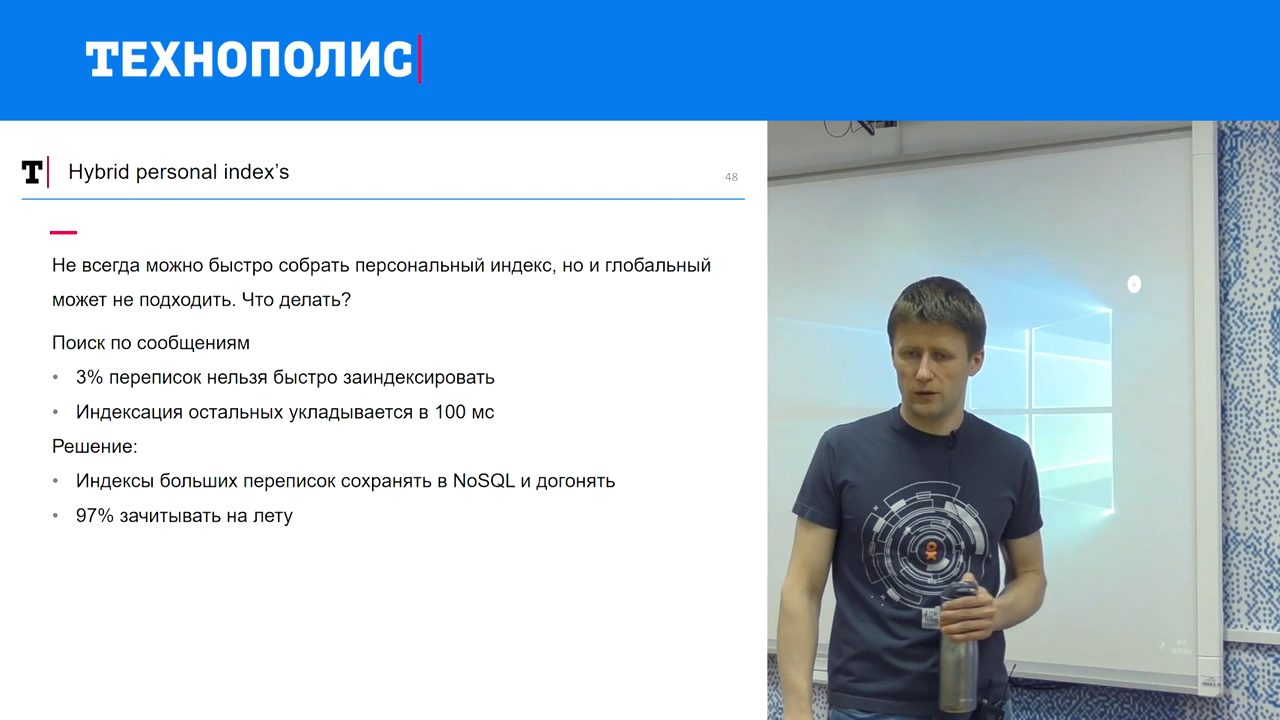 ТЕХНОПОЛИС
T
Hybrid personal index’s
48
Не всегда можно быстро собрать персональный индекс, но и глобальный
может не подходить. Что делать?
Поиск по сообщениям
• 3% переписок нельзя быстро заиндексировать
• Индексация остальных укладывается в 100 мс
Решение:
• Индексы больших переписок сохранять в NoSQL и догонять
• 97% зачитывать на лету